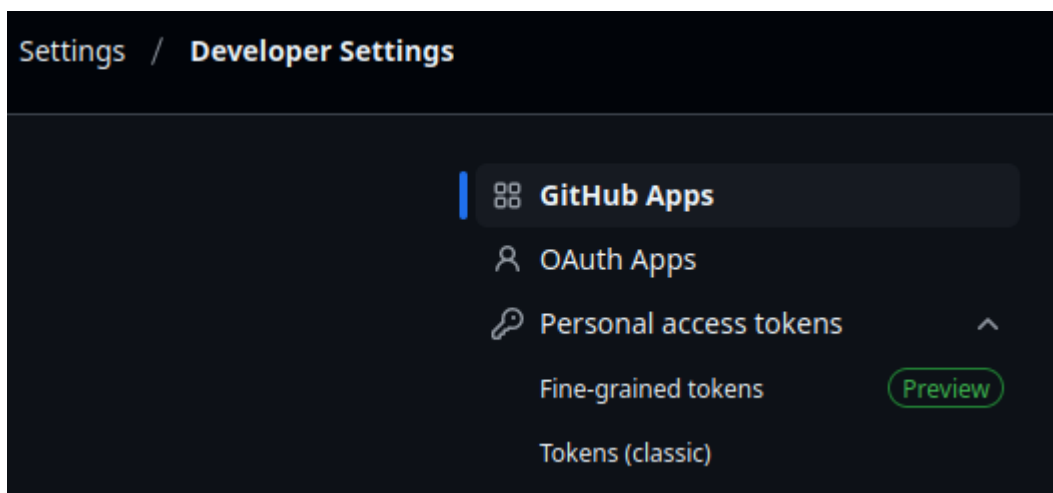 Settings / Developer Settings
GitHub Apps
OAuth Apps
Personal access tokens
Fine-grained tokens Preview
Tokens (classic)